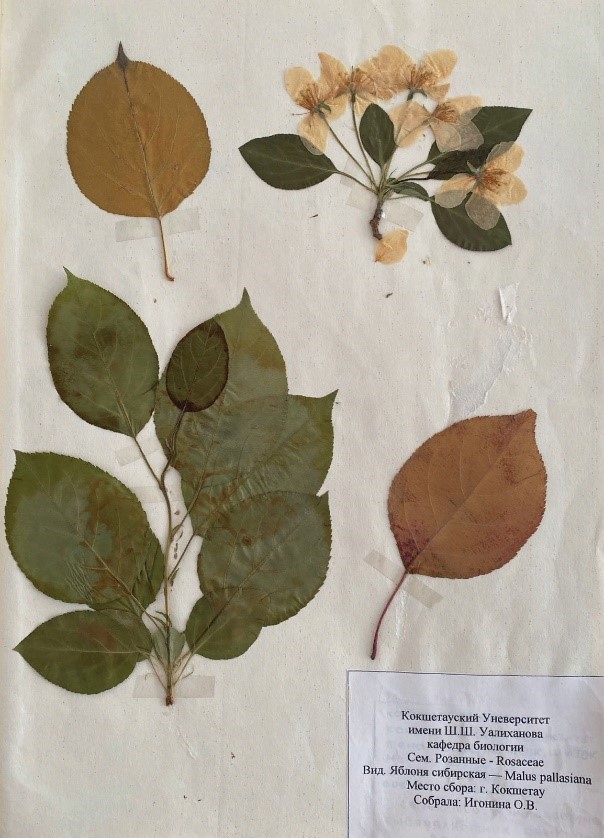 Кокшетауский Уневерситет
имени Ш.Ш. Уалиханова
кафедра биологии
Сем. Розанные - Rosaceae
Вид. Яблоня сибирская — Malus pallasiana
Место сбора: г. Кокшетау
Собрала: Игонина О.В.